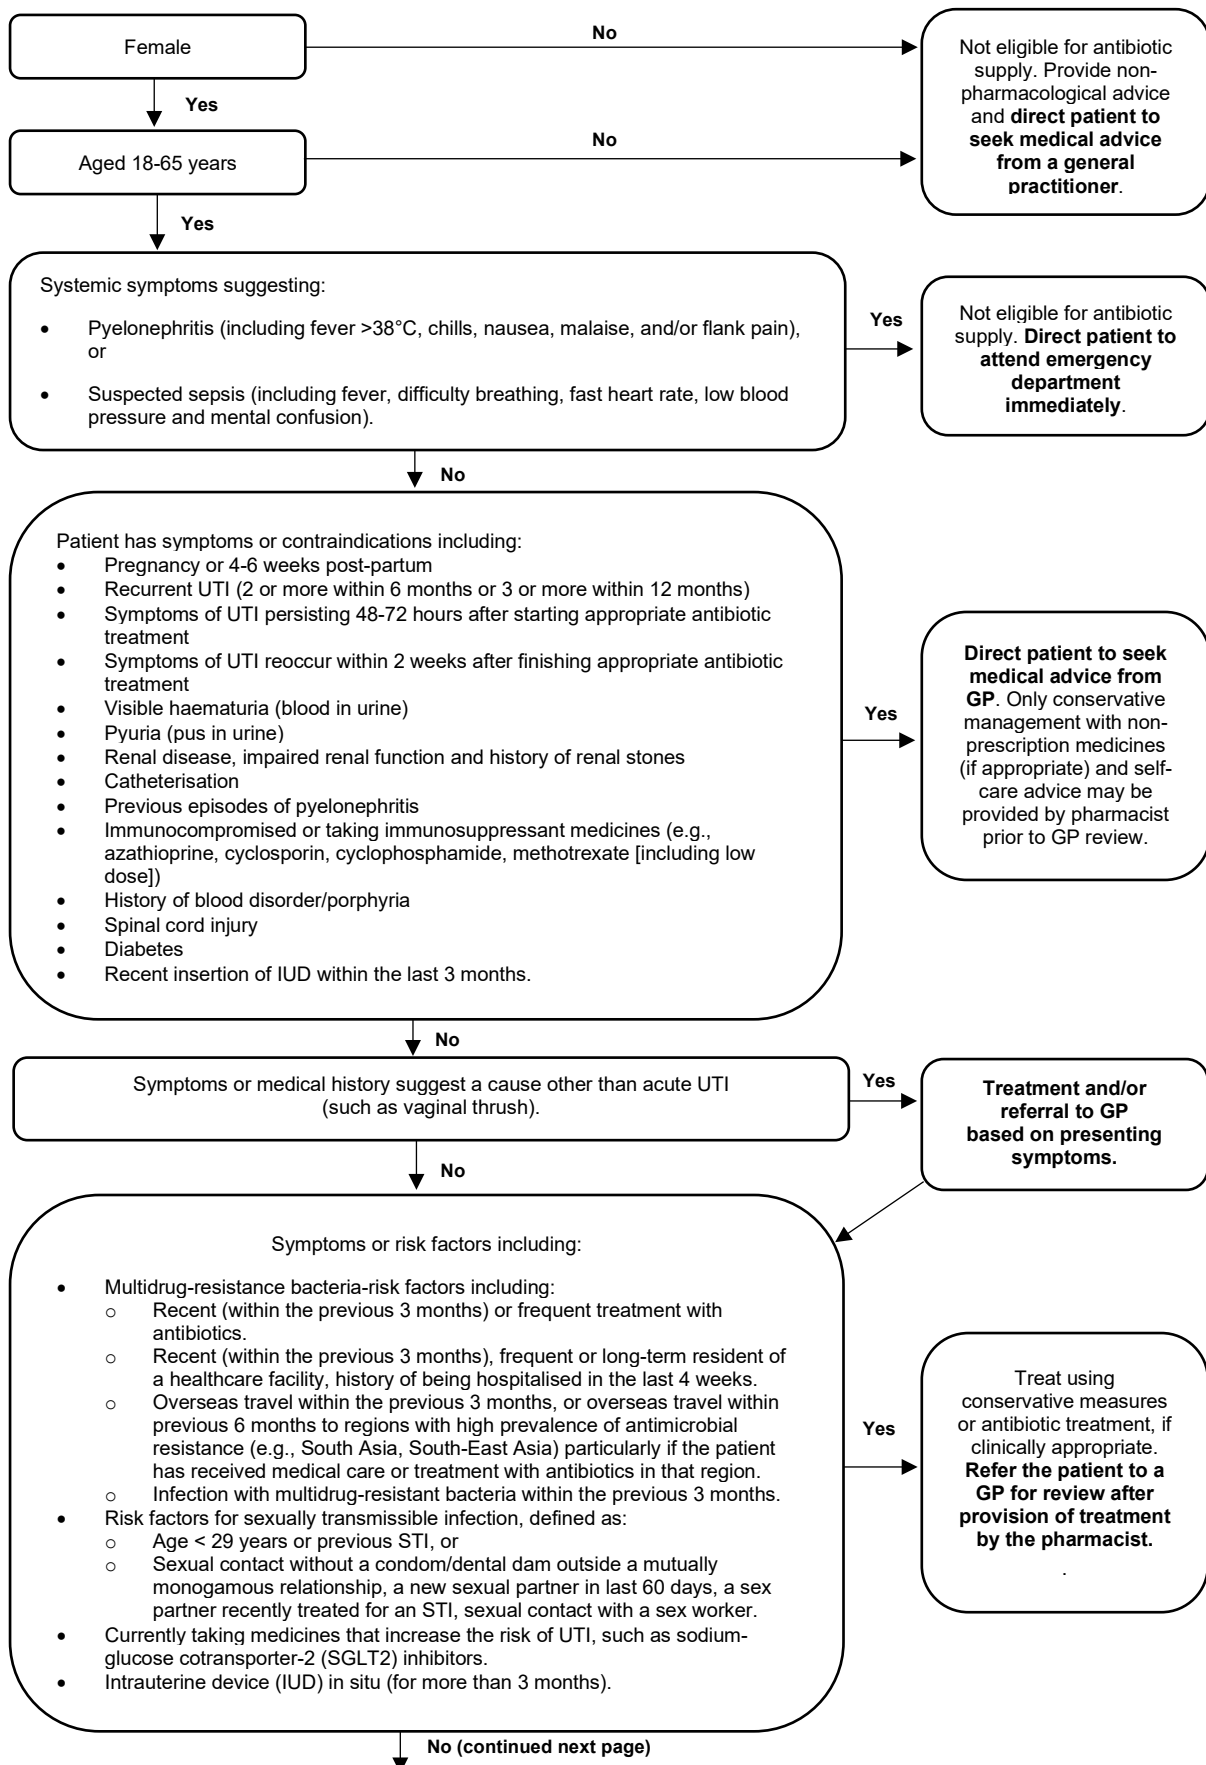 Female
No
Not eligible for antibiotic
supply. Provide non-
pharmacological advice
and direct patient to
seek medical advice
from a general
practitioner.
Yes
Aged 18-65 years
No
Yes
Systemic symptoms suggesting:
• Pyelonephritis (including fever >38°C, chills, nausea, malaise, and/or flank pain),
or
• Suspected sepsis (including fever, difficulty breathing, fast heart rate, low blood
pressure and mental confusion).
Yes
Not eligible for antibiotic
supply. Direct patient to
attend emergency
department
immediately.
No
Patient has symptoms or contraindications including:
• Pregnancy or 4-6 weeks post-partum
• Recurrent UTI (2 or more within 6 months or 3 or more within 12 months)
• Symptoms of UTI persisting 48-72 hours after starting appropriate antibiotic
treatment
• Symptoms of UTI reoccur within 2 weeks after finishing appropriate antibiotic
treatment
• Visible haematuria (blood in urine)
• Pyuria (pus in urine)
• Renal disease, impaired renal function and history of renal stones
• Catheterisation
• Previous episodes of pyelonephritis
• Immunocompromised or taking immunosuppressant medicines (e.g.,
azathioprine, cyclosporin, cyclophosphamide, methotrexate [including low
dose])
• History of blood disorder/porphyria
• Spinal cord injury
• Diabetes
• Recent insertion of IUD within the last 3 months.
Yes
Direct patient to seek
medical advice from
GP. Only conservative
management with non-
prescription medicines
(if appropriate) and self-
care advice may be
provided by pharmacist
prior to GP review.
No
Symptoms or medical history suggest a cause other than acute UTI
(such as vaginal thrush).
Yes
Treatment and/or
referral to GP
based on presenting
symptoms.
No
Symptoms or risk factors including:
• Multidrug-resistance bacteria-risk factors including:
o Recent (within the previous 3 months) or frequent treatment with
antibiotics.
o Recent (within the previous 3 months), frequent or long-term resident of
a healthcare facility, history of being hospitalised in the last 4 weeks.
o Overseas travel within the previous 3 months, or overseas travel within
previous 6 months to regions with high prevalence of antimicrobial
resistance (e.g., South Asia, South-East Asia) particularly if the patient
has received medical care or treatment with antibiotics in that region.
o Infection with multidrug-resistant bacteria within the previous 3 months.
• Risk factors for sexually transmissible infection, defined as:
o Age < 29 years or previous STI, or
o Sexual contact without a condom/dental dam outside a mutually
monogamous relationship, a new sexual partner in last 60 days, a sex
partner recently treated for an STI, sexual contact with a sex worker.
• Currently taking medicines that increase the risk of UTI, such as sodium-
glucose cotransporter-2 (SGLT2) inhibitors.
• Intrauterine device (IUD) in situ (for more than 3 months).
Yes
Treat using
conservative measures
or antibiotic treatment, if
clinically appropriate.
Refer the patient to a
GP for review after
provision of treatment
by the pharmacist.
.
No (continued next page)